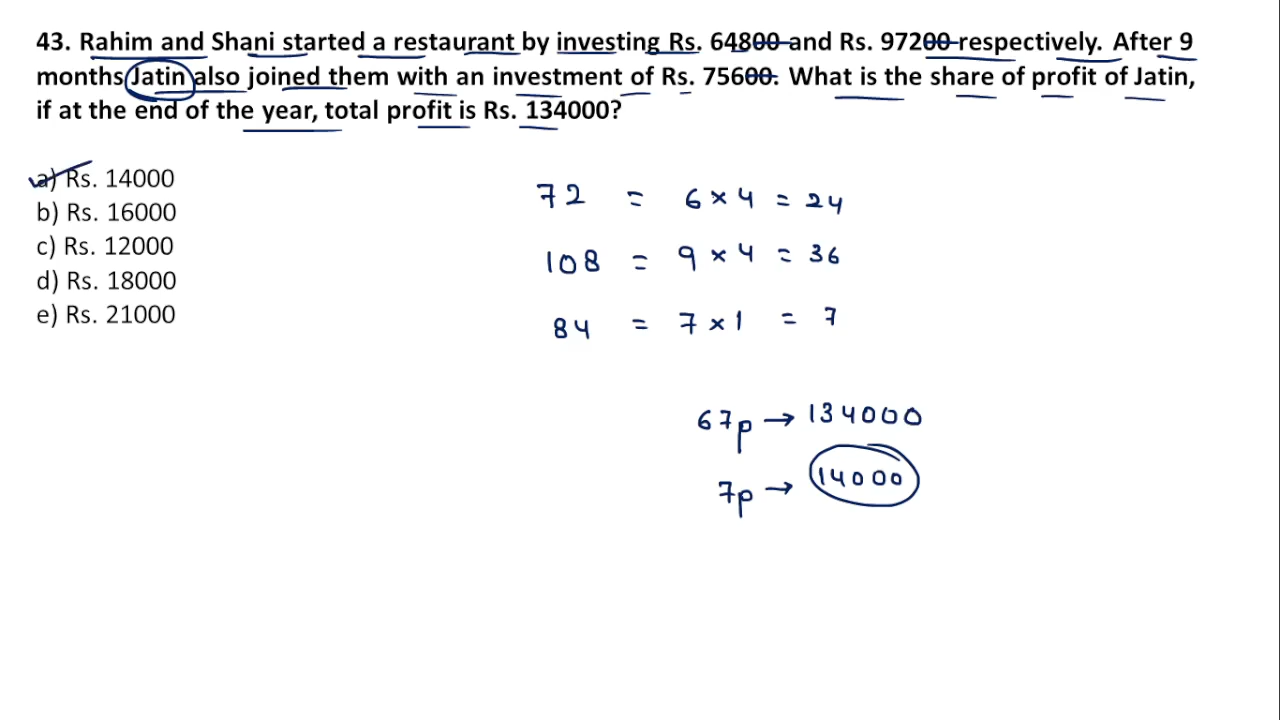 43. Rahim and Shani started a restaurant by investing Rs. 64800 and Rs. 97200 respectively. After 9
months Jatin also joined them with an investment of Rs. 75600. What is the share of profit of Jatin,
if at the end of the year, total profit is Rs. 134000?
a) Rs. 14000
b) Rs. 16000
c) Rs. 12000
d) Rs. 18000
e) Rs. 21000
72 = 6 × 4 = 24
108 = 9 × 4 = 36
84 = 7 × 1 = 7
67p → 134000
7p → 14000